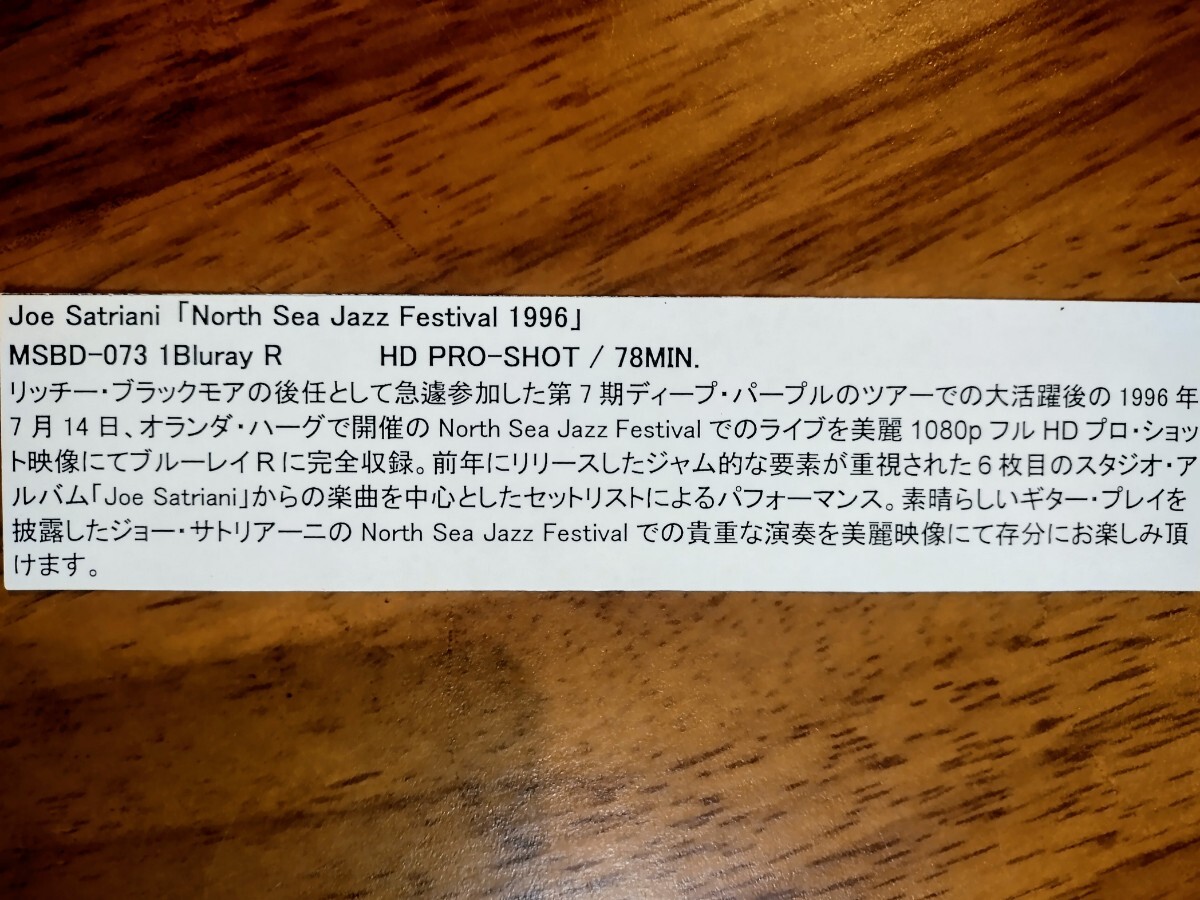 Joe Satriani「North Sea Jazz Festival 1996」
MSBD-073 1Bluray R HD PRO-SHOT / 78MIN.
リッチー・ブラックモアの後任として急遽参加した第7期ディープ・パープルのツアーでの大活躍後の1996年
7月14日、オランダ・ハーグで開催のNorth Sea Jazz Festivalでのライブを美麗1080pフルHDプロ・ショッ
ト映像にてブルーレイRに完全収録。前年にリリースしたジャム的な要素が重視された6枚目のスタジオ・ア
ルバム「Joe Satriani」からの楽曲を中心としたセットリストによるパフォーマンス。素晴らしいギター・プレイを
披露したジョー・サトリアーニのNorth Sea Jazz Festivalでの貴重な演奏を美麗映像にて存分にお楽しみ頂
けます。